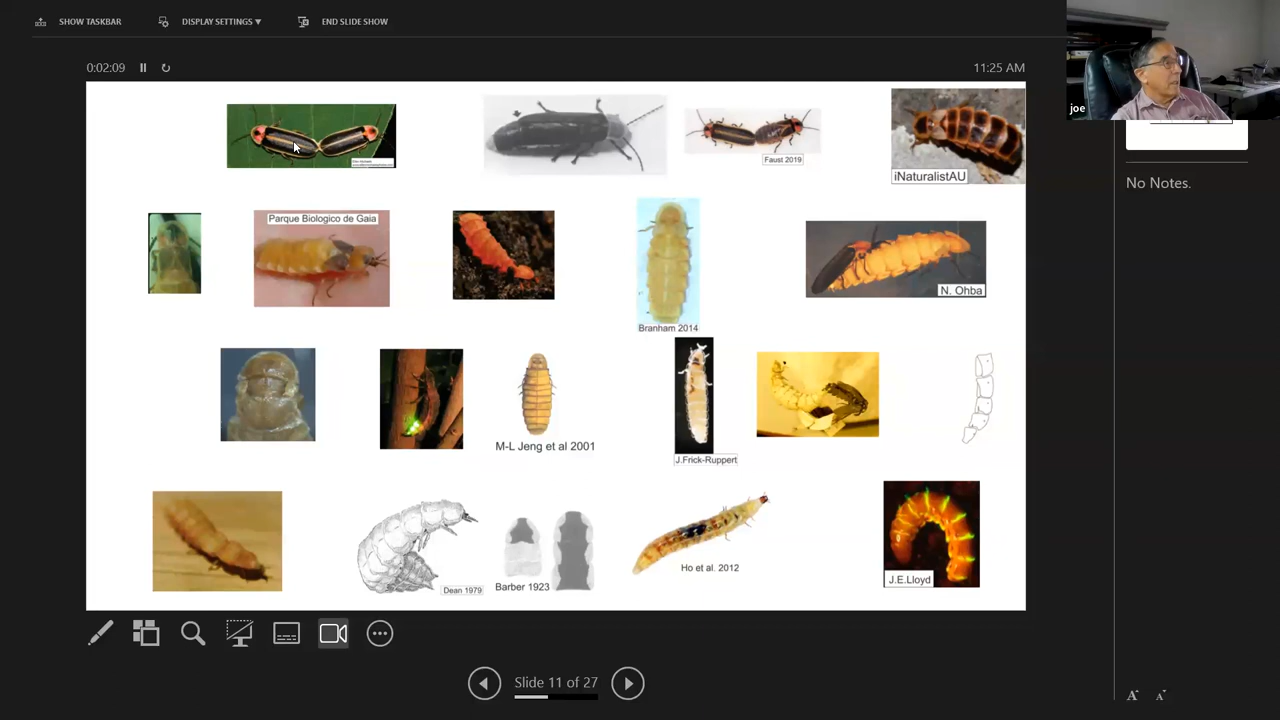 SHOW TASKBAR
DISPLAY SETTINGS ▼
END SLIDE SHOW
joe
0:02:09
11:25 AM
No Notes.
Faust 2019
iNaturalistAU
Parque Biologico de Gaia
Branham 2014
N. Ohba
M-L Jeng et al 2001
J.Frick-Ruppert
Dean 1979
Barber 1923
Ho et al. 2012
J.E.Lloyd
Slide 11 of 27
A A